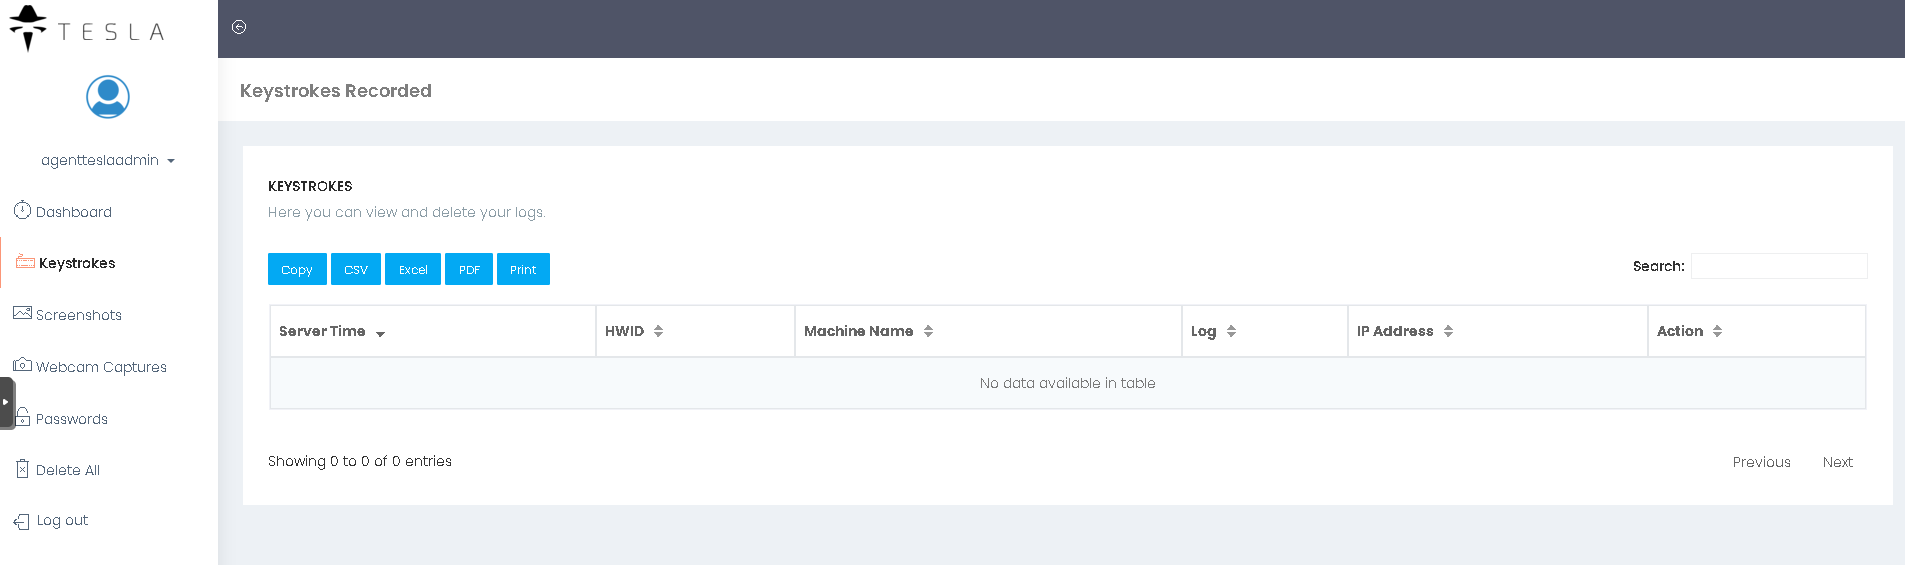 TESLA
agentteslaadmin
Dashboard
Keystrokes
Screenshots
Webcam Captures
Passwords
Delete All
Log out
Keystrokes Recorded
KEYSTROKES
Here you can view and delete your logs.
Copy CSV Excel PDF Print
Search:
Server Time HWID Machine Name Log IP Address Action
No data available in table
Showing 0 to 0 of 0 entries
Previous Next